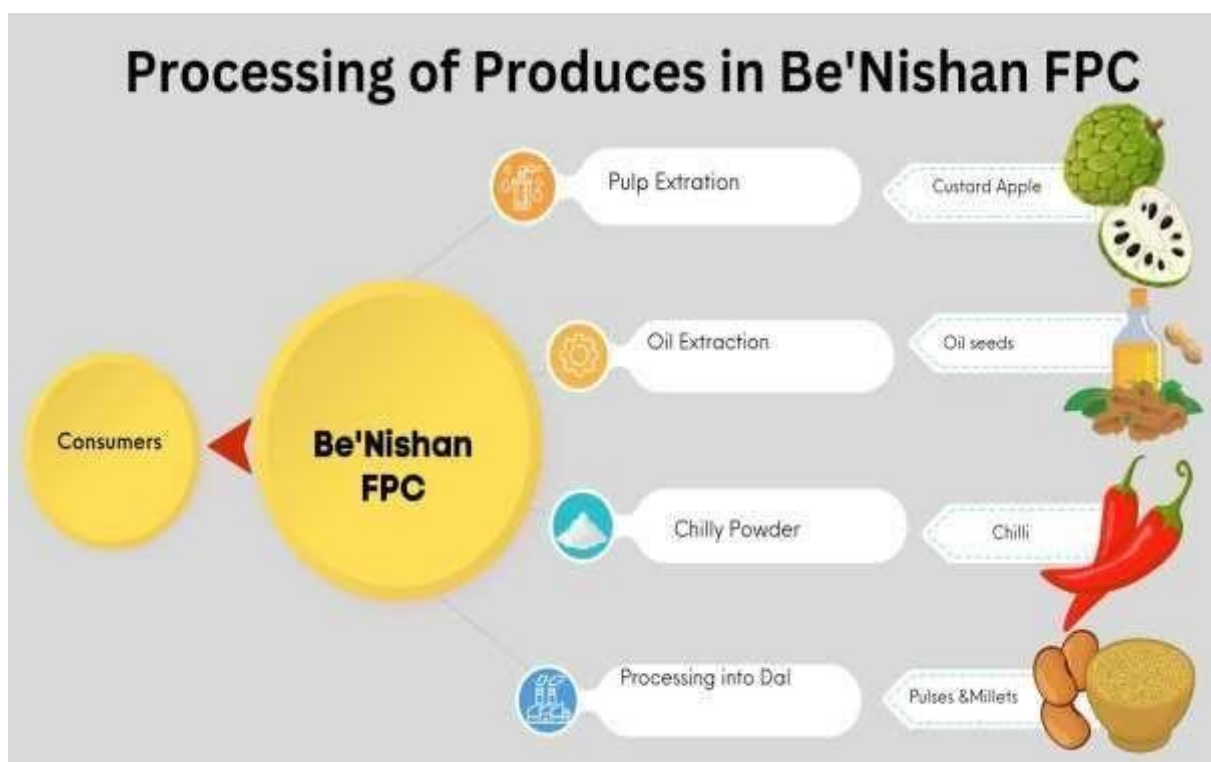 Processing of Produces in Be'Nishan FPC
Pulp Extration
Custard Apple
Oil Extraction
Oil seeds
Consumers
Be'Nishan
FPC
Chilly Powder
Chilli
Processing into Dal
Pulses &Millets